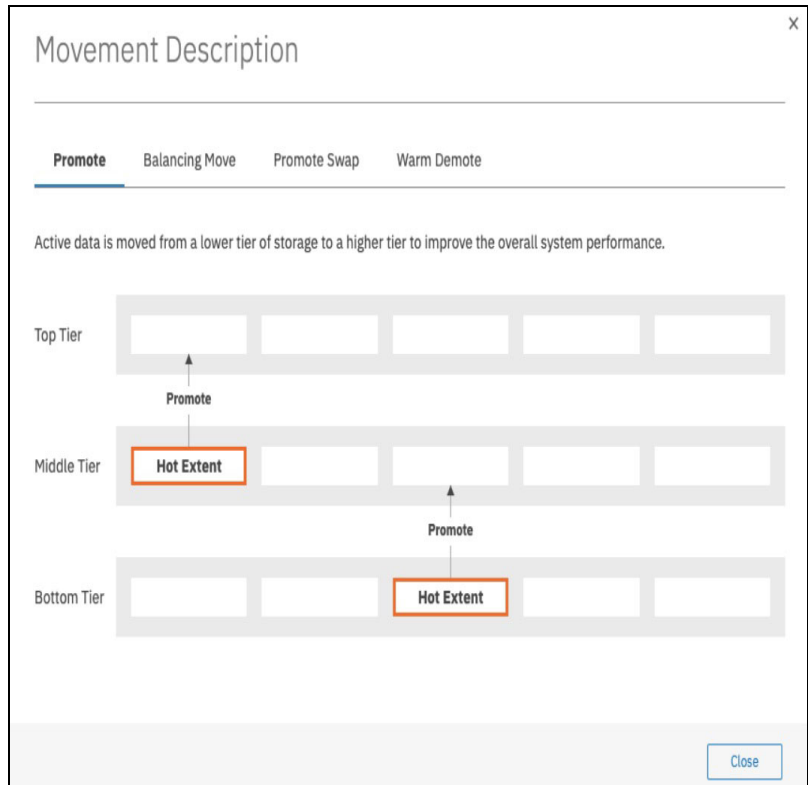 X
Movement Description
Promote Balancing Move Promote Swap Warm Demote
Active data is moved from a lower tier of storage to a higher tier to improve the overall system performance.
Top Tier
Promote
Middle Tier Hot Extent
Promote
Bottom Tier Hot Extent
Close